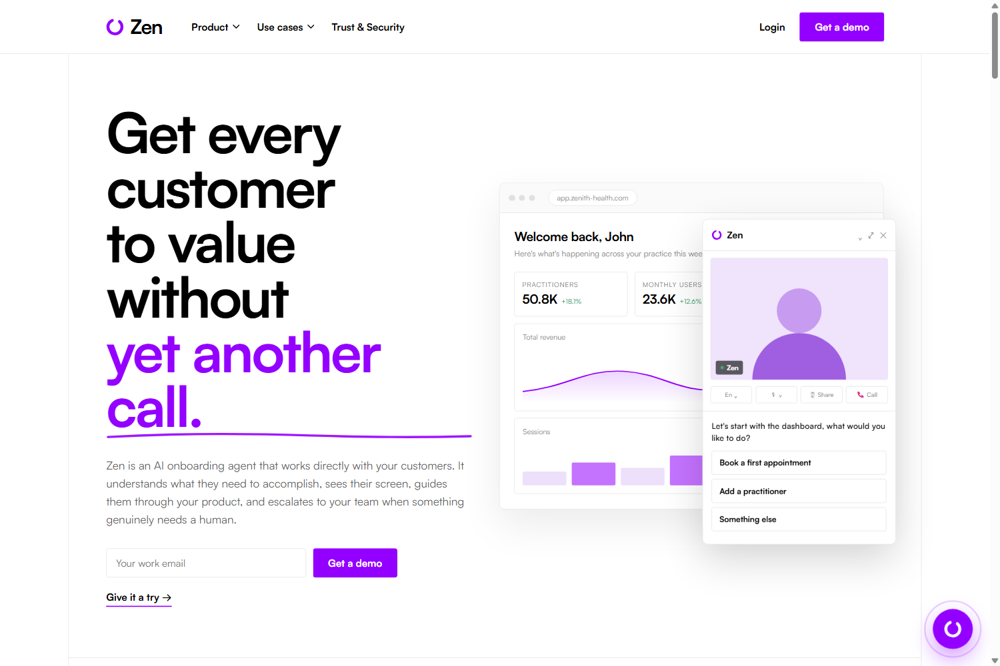 Zen
Product
Use cases
Trust & Security
Login
Get a demo
Get every
customer
to value
without
yet another
call.
Zen is an AI onboarding agent that works directly with your customers. It
understands what they need to accomplish, sees their screen, guides
them through your product, and escalates to your team when something
genuinely needs a human.
Your work email
Get a demo
Give it a try →
app.zenith-health.com
Welcome back, John
Here's what's happening across your practice this wee
PRACTITIONERS
50.8K +18.1%
MONTHLY USERS
23.6K +12.6%
Total revenue
Sessions
Zen
Zen
En
Share
Call
Let's start with the dashboard, what would you
like to do?
Book a first appointment
Add a practitioner
Something else